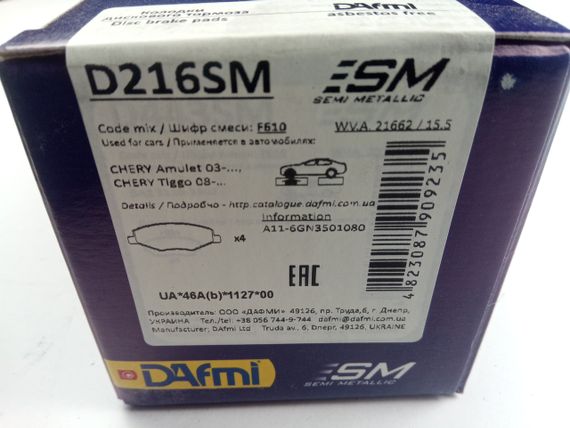 Колодки
дискового тормоза
Disc brake pads
DAfmi
asbestos free
D216SM
SM
SEMI METALLIC
Code mix / Шифр смеси: F610
W.V.A. 21662 / 15.5
Used for cars / Применяется в автомобилях:
CHERY Amulet 03-...,
CHERY Tiggo 08-...
Details / Подробно - http.catalogue.dafmi.com.ua
Information
A11-6GN3501080
x4
EAC
UA*46A(b)*1127*00
4823087909235
Производитель: ООО «ДАФМИ» 49126, пр. Труда,6, г. Днепр,
УКРАИНА Тел./tel: +38 056 744-9-744 dafmi@dafmi.com.ua
Manufacturer: DAfmi Ltd Truda av., 6, Dnepr, 49126, UKRAINE
DAfmi
SM
SEMI METALLIC